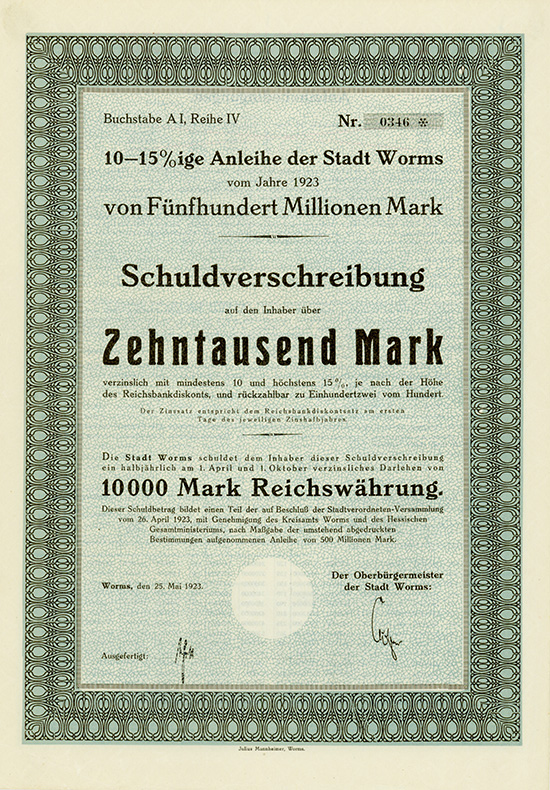 Buchstabe A I, Reihe IV
Nr. 0346 ✲
10—15%ige Anleihe der Stadt Worms
vom Jahre 1923
von Fünfhundert Millionen Mark
Schuldverschreibung
auf den Inhaber über
Zehntausend Mark
verzinslich mit mindestens 10 und höchstens 15%, je nach der Höhe
des Reichsbankdiskonts, und rückzahlbar zu Einhundertzwei vom Hundert.
Der Zinssatz entspricht dem Reichsbankdiskontsatz am ersten
Tage des jeweiligen Zinshalbjahres.
Die Stadt Worms schuldet dem Inhaber dieser Schuldverschreibung
ein halbjährlich am 1. April und 1. Oktober verzinsliches Darlehen von
10000 Mark Reichswährung.
Dieser Schuldbetrag bildet einen Teil der auf Beschluß der Stadtverordneten-Versammlung
vom 26. April 1923, mit Genehmigung des Kreisamts Worms und des Hessischen
Gesamtministeriums, nach Maßgabe der umstehend abgedruckten
Bestimmungen aufgenommenen Anleihe von 500 Millionen Mark.
Worms, den 25. Mai 1923.
Der Oberbürgermeister
der Stadt Worms:
Ausgefertigt:
Julius Mannheimer, Worms.